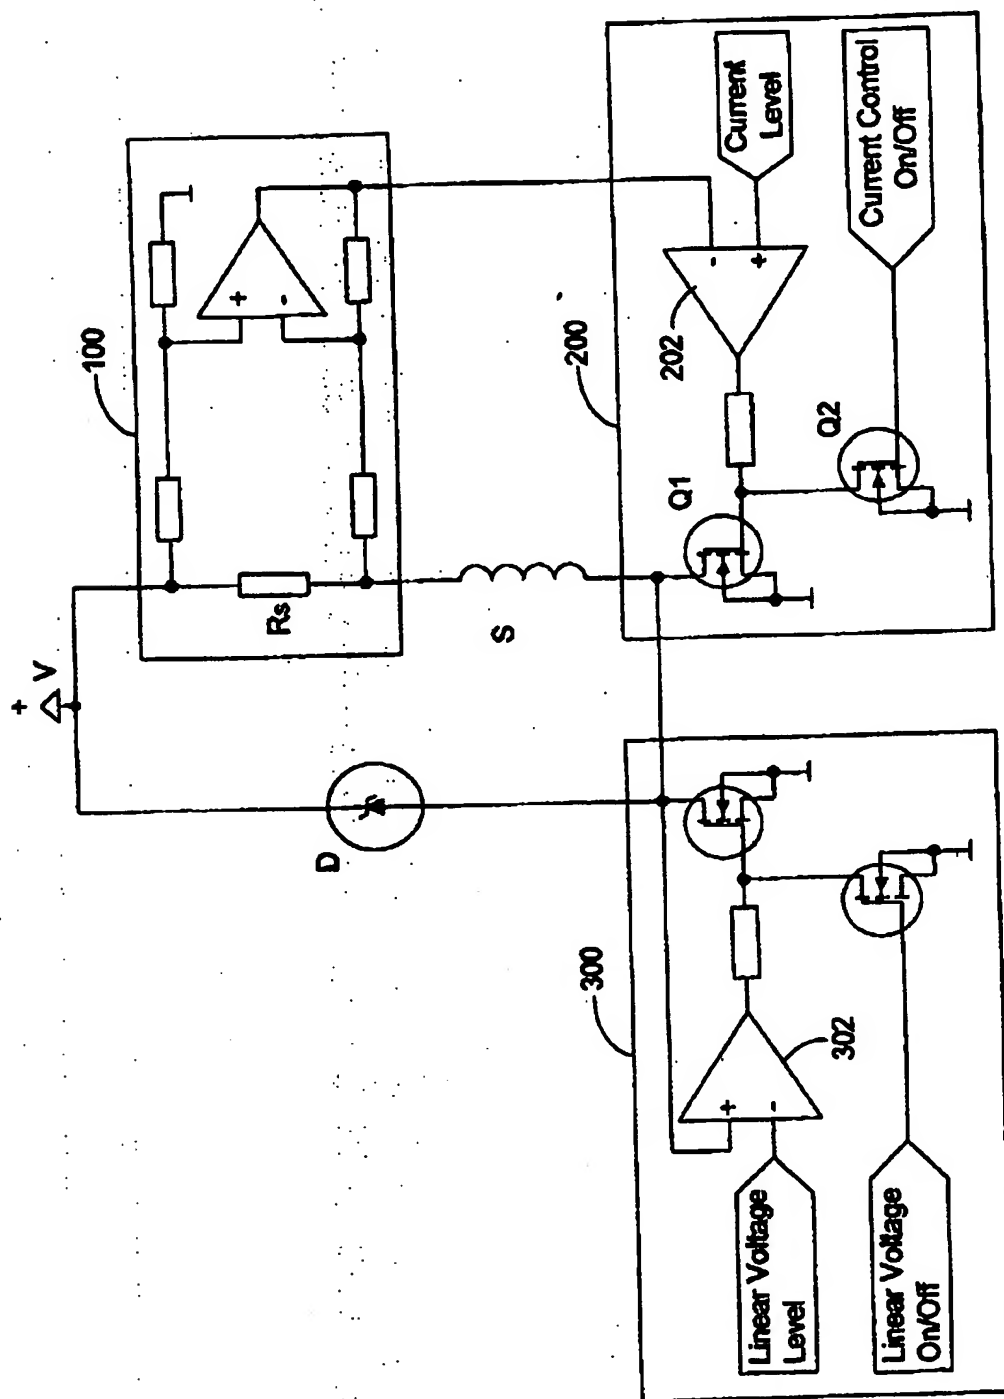 +
V
100
+
-
Rs
S
D
200
Current
Level
-
+
202
Q1
Q2
Current Control
On/Off
300
+
-
302
Linear Voltage
Level
Linear Voltage
On/Off